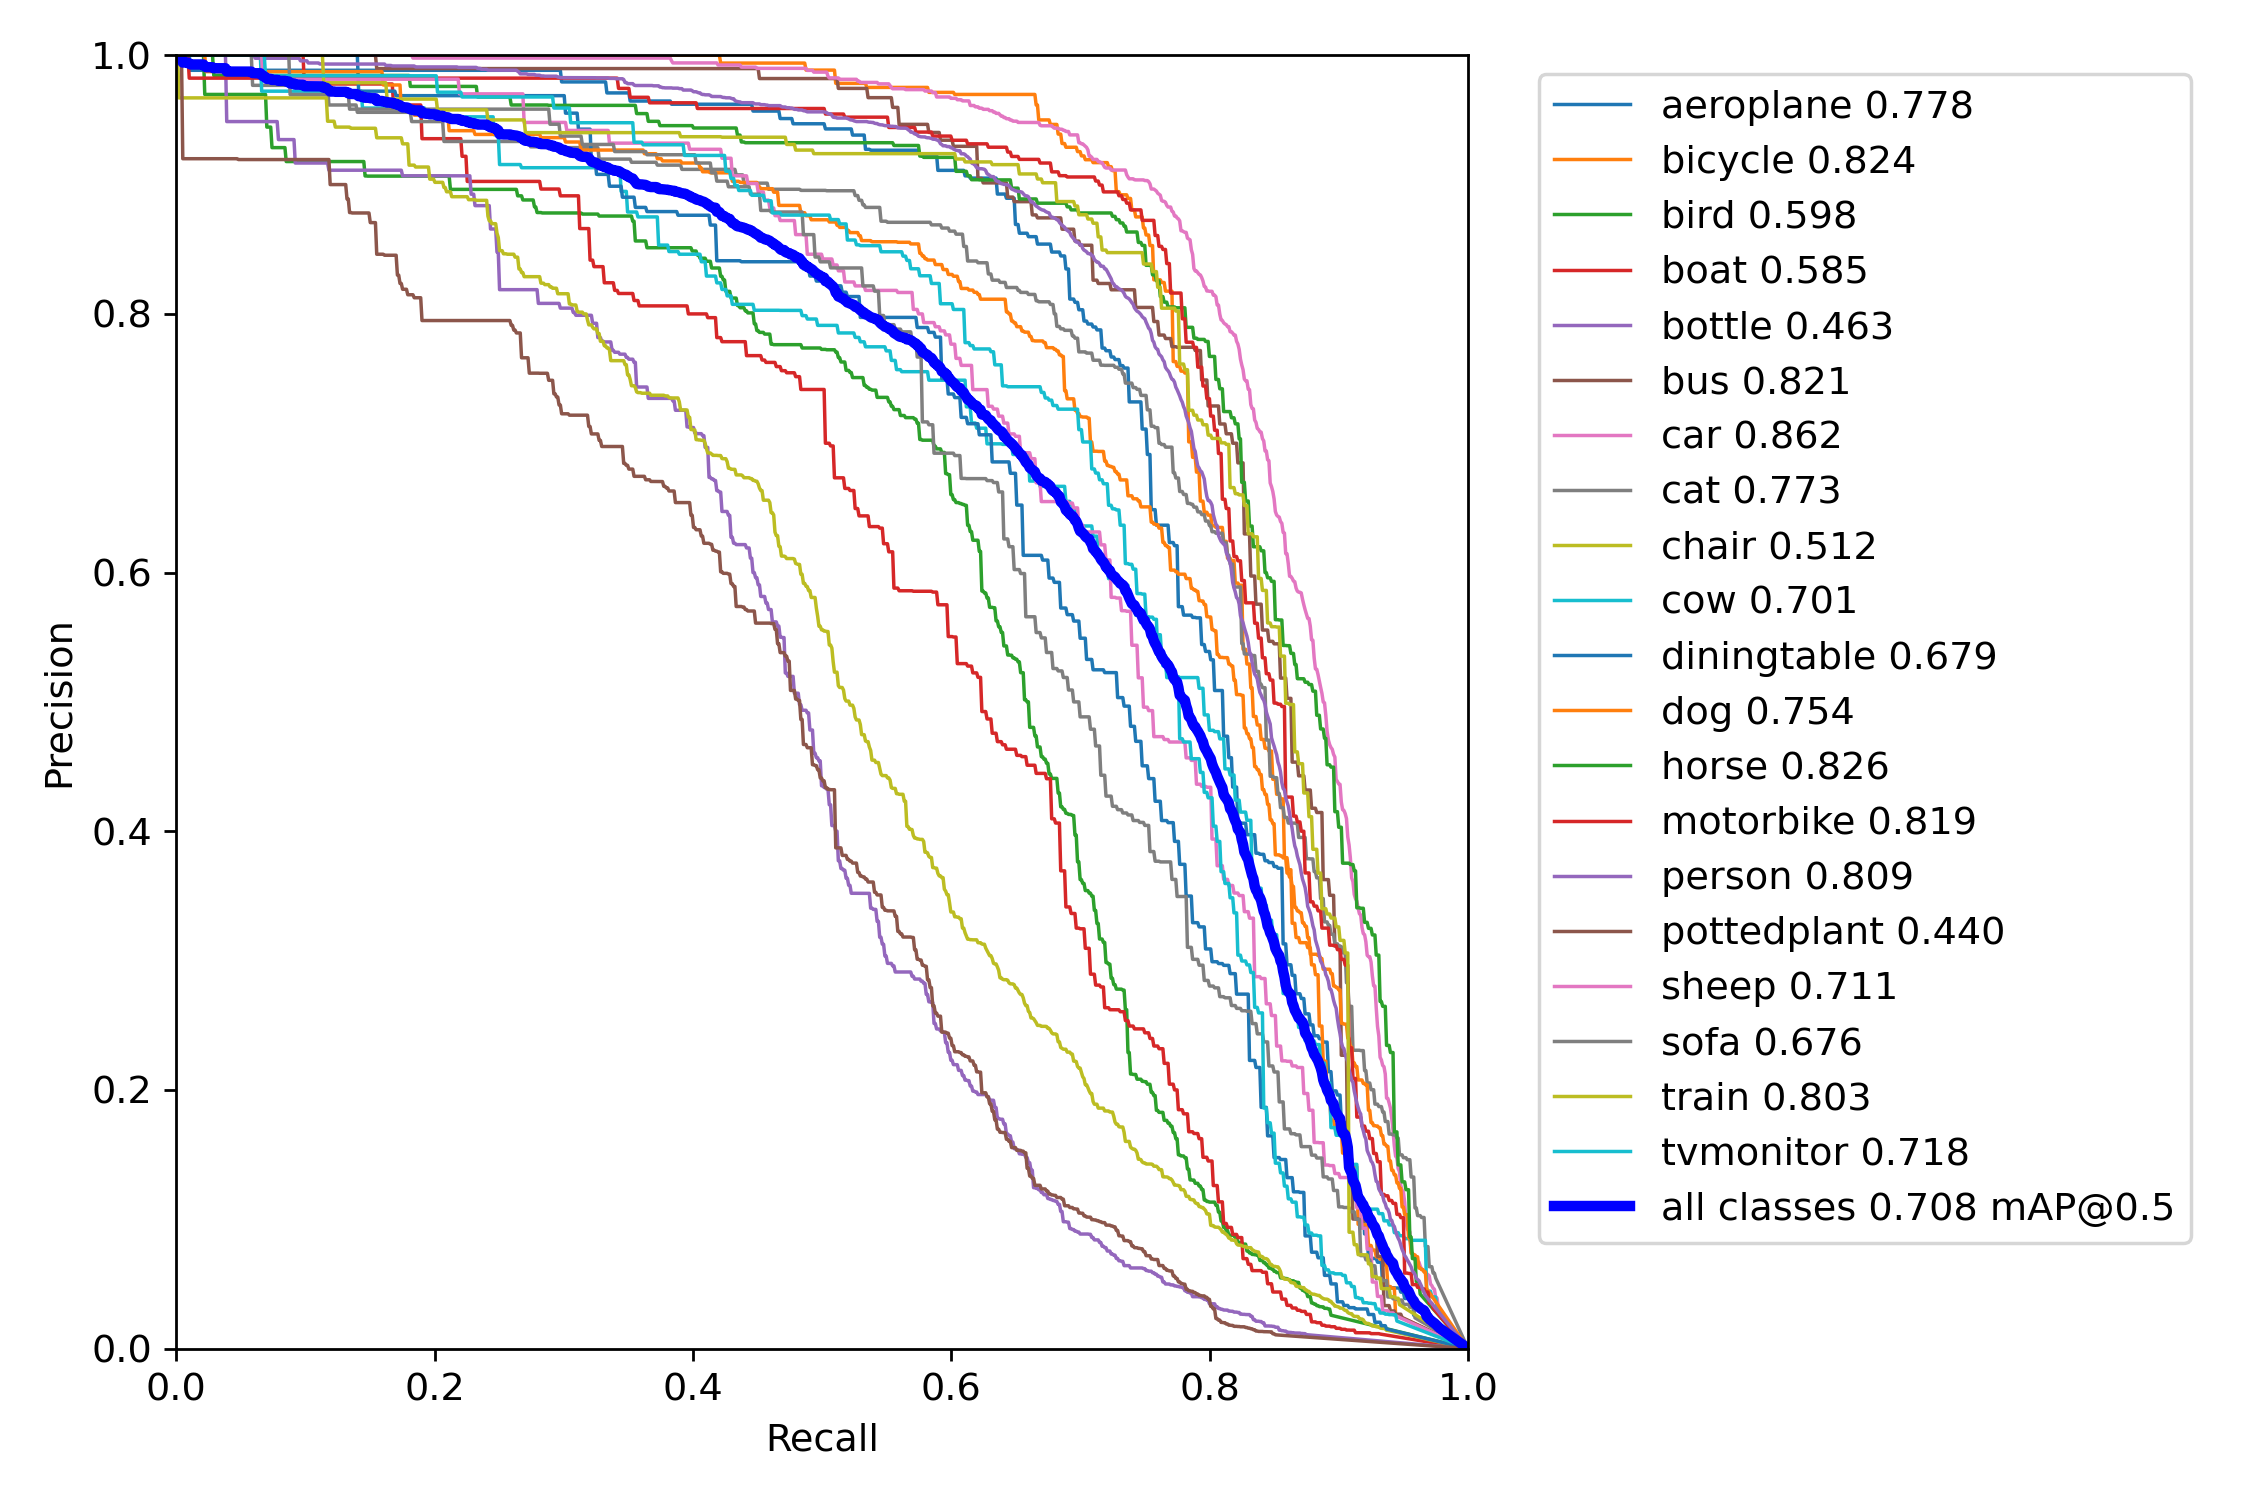 1.0
0.8
0.6
0.4
0.2
0.0
Precision
0.0 0.2 0.4 0.6 0.8 1.0
Recall
aeroplane 0.778
bicycle 0.824
bird 0.598
boat 0.585
bottle 0.463
bus 0.821
car 0.862
cat 0.773
chair 0.512
cow 0.701
diningtable 0.679
dog 0.754
horse 0.826
motorbike 0.819
person 0.809
pottedplant 0.440
sheep 0.711
sofa 0.676
train 0.803
tvmonitor 0.718
all classes 0.708 mAP@0.5